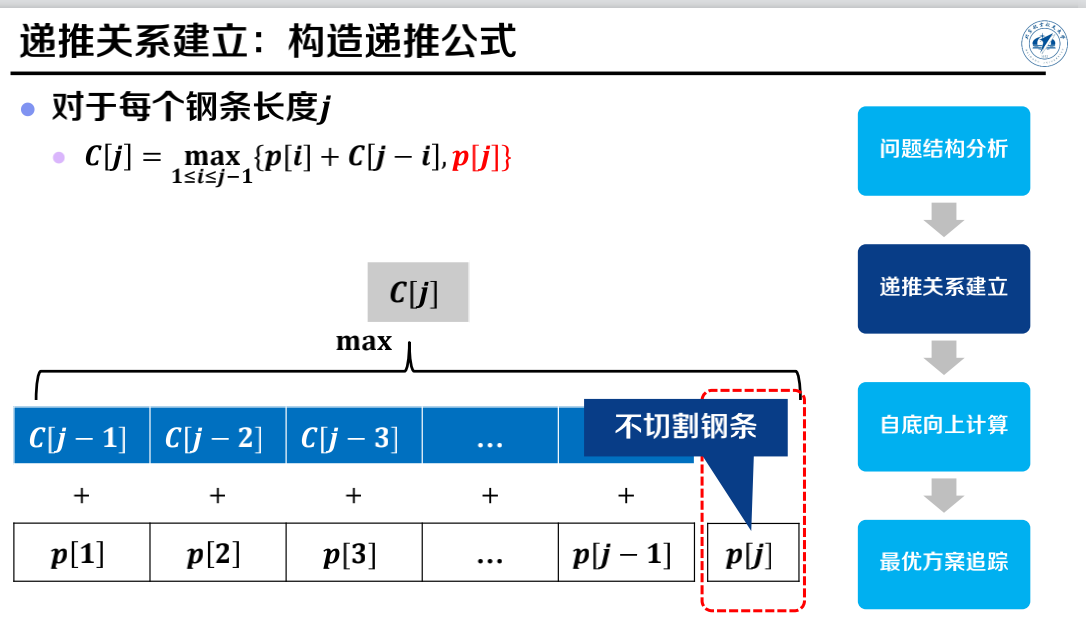 递推关系建立：构造递推公式
对于每个钢条长度j
C[j] = max {p[i] + C[j − i], p[j]}
1≤i≤j−1
问题结构分析
递推关系建立
自底向上计算
最优方案追踪
C[j]
max
C[j − 1] C[j − 2] C[j − 3] …
不切割钢条
+ + + + +
p[1] p[2] p[3] … p[j − 1] p[j]